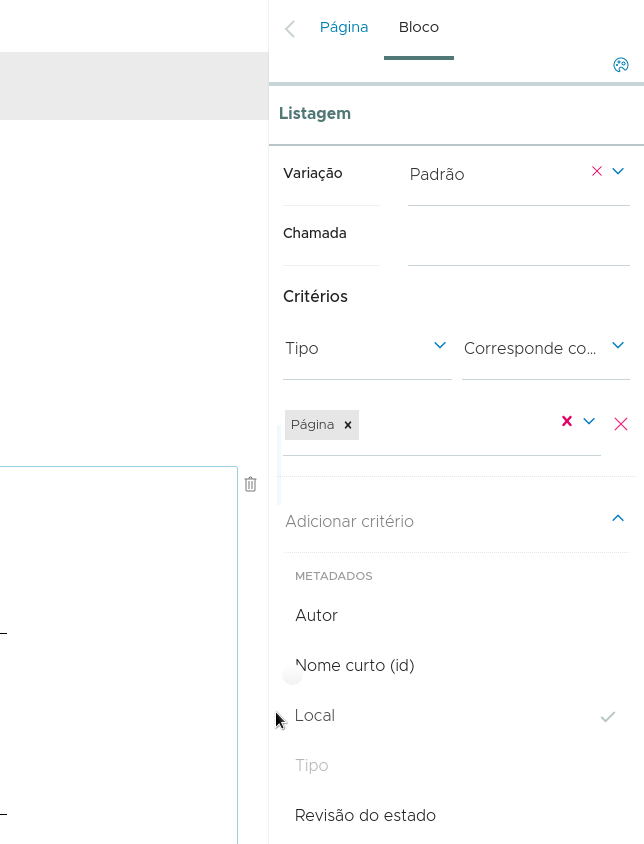 Página Bloco
Listagem
Variação Padrão
Chamada
Critérios
Tipo Corresponde co...
Página
Adicionar critério
METADADOS
Autor
Nome curto (id)
Local
Tipo
Revisão do estado